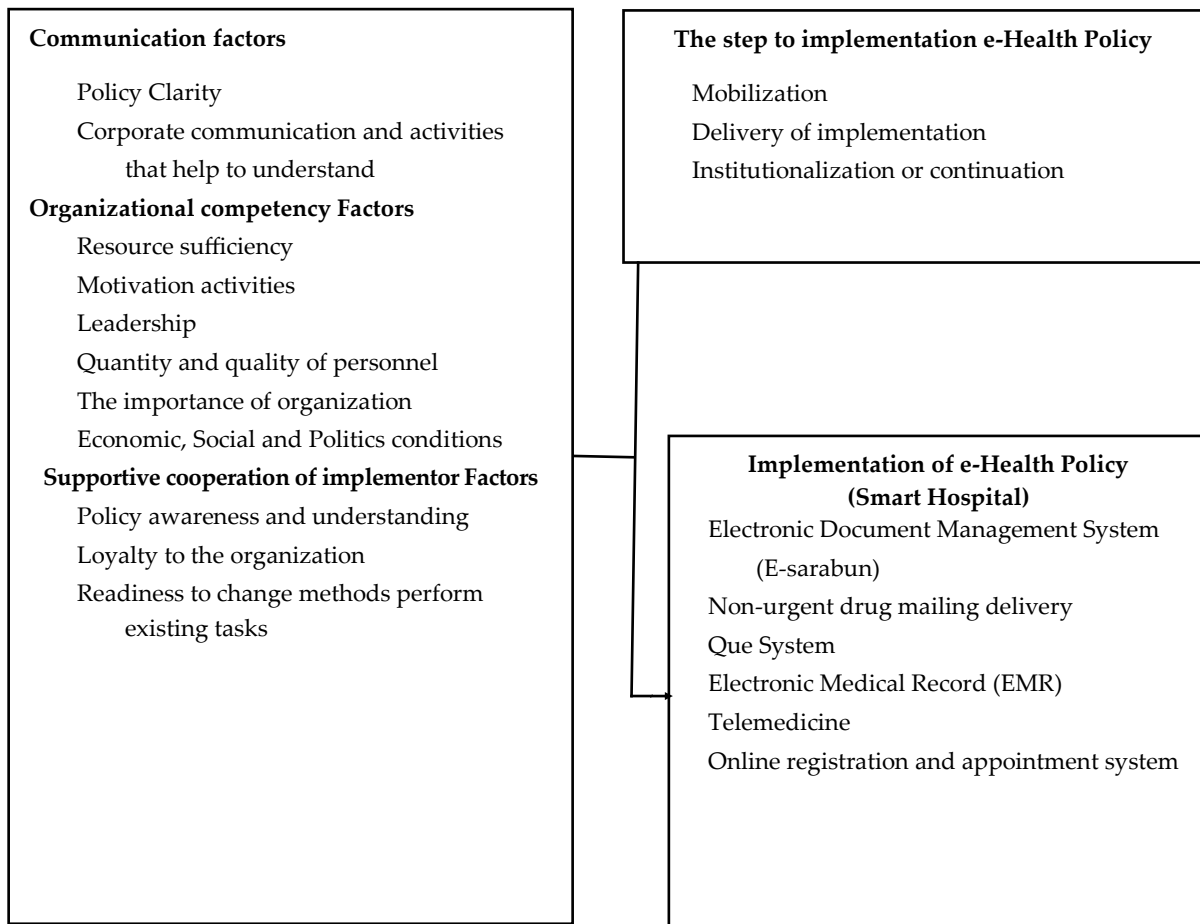 Communication factors
Policy Clarity
Corporate communication and activities
that help to understand
Organizational competency Factors
Resource sufficiency
Motivation activities
Leadership
Quantity and quality of personnel
The importance of organization
Economic, Social and Politics conditions
Supportive cooperation of implementor Factors
Policy awareness and understanding
Loyalty to the organization
Readiness to change methods perform
existing tasks
The step to implementation e-Health Policy
Mobilization
Delivery of implementation
Institutionalization or continuation
Implementation of e-Health Policy
(Smart Hospital)
Electronic Document Management System
(E-sarabun)
Non-urgent drug mailing delivery
Que System
Electronic Medical Record (EMR)
Telemedicine
Online registration and appointment system